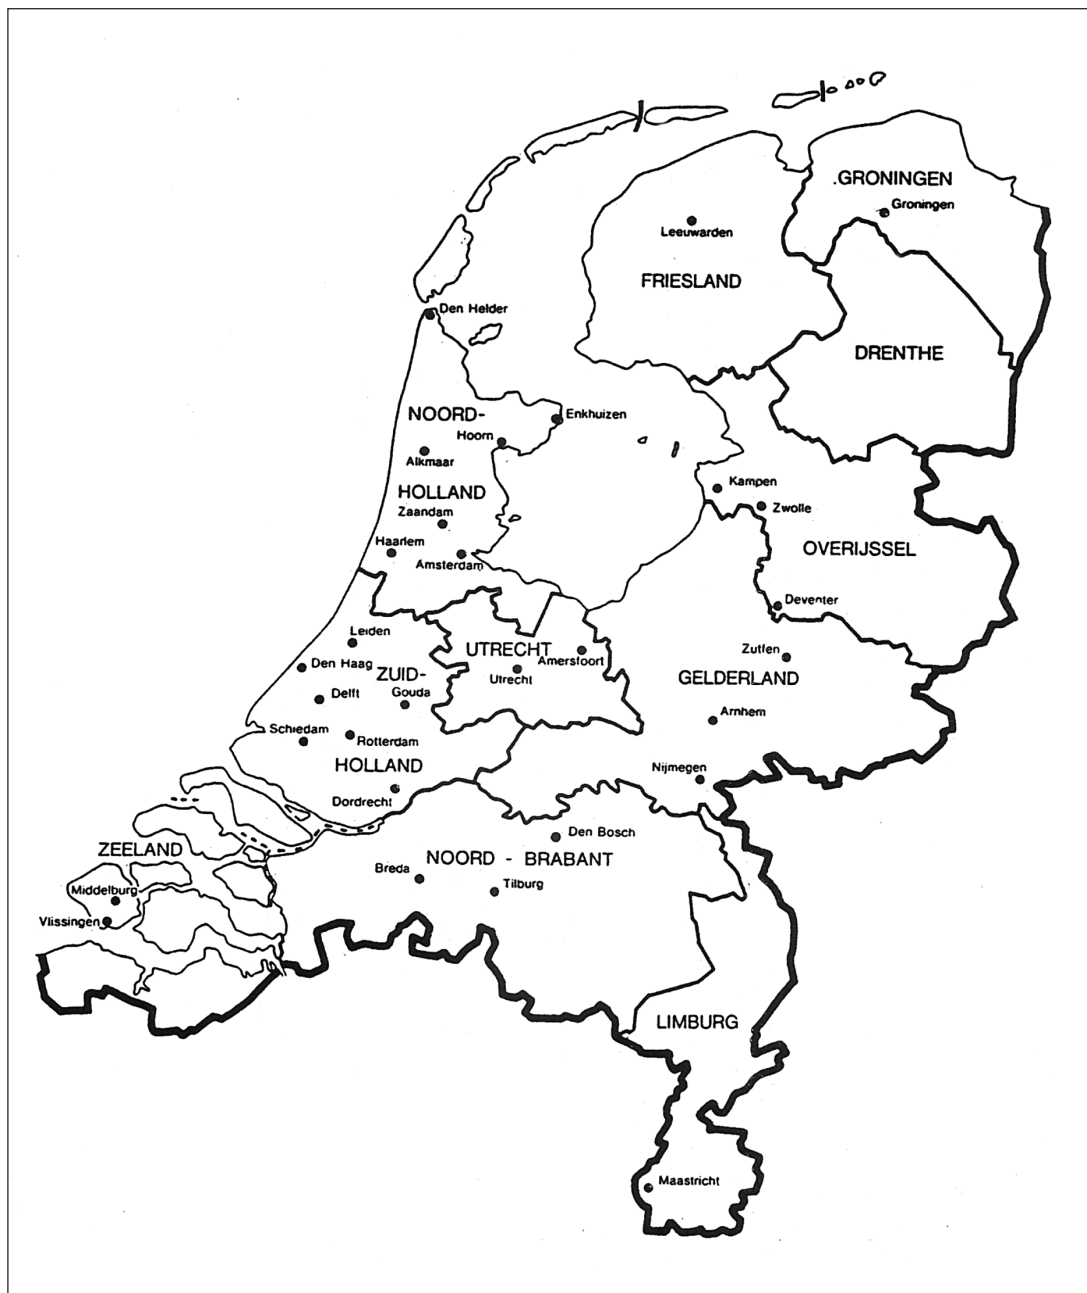 .GRONINGEN
Groningen
Leeuwarden
FRIESLAND
Den Helder
DRENTHE
NOORD-
Enkhuizen
Hoorn
Alkmaar
HOLLAND
Kampen
Zaandam
Zwolle
Haarlem
OVERIJSSEL
Amsterdam
Deventer
Leiden
UTRECHT
Zutfen
Amersfoort
Den Haag
ZUID-
Utrecht
GELDERLAND
Delft
Gouda
Arnhem
Schiedam
Rotterdam
HOLLAND
Nijmegen
Dordrecht
Den Bosch
ZEELAND
NOORD - BRABANT
Breda
Tilburg
Middelburg
Vlissingen
LIMBURG
Maastricht